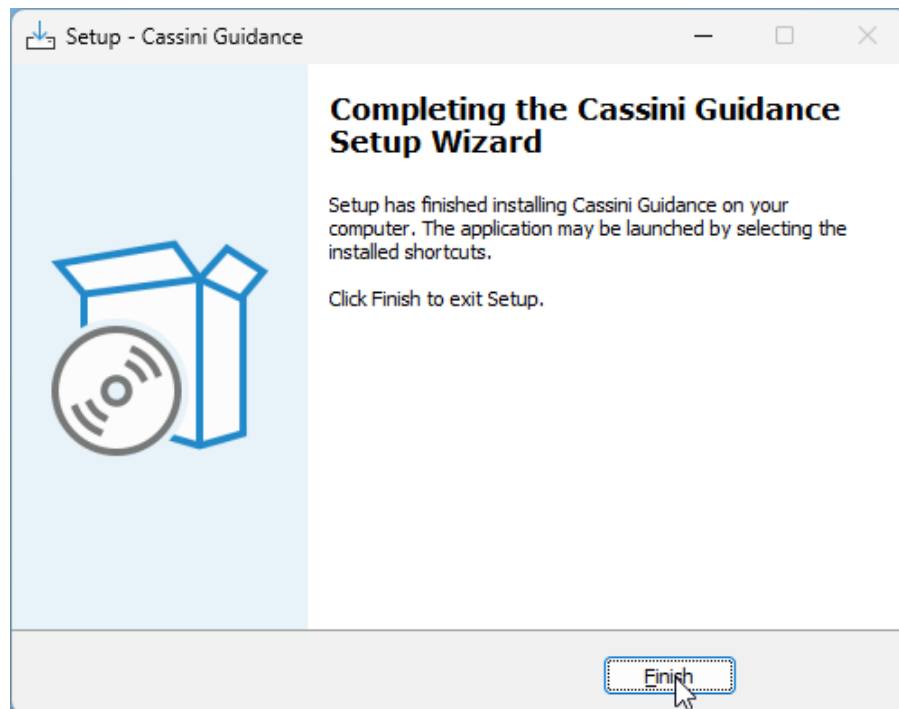 Setup - Cassini Guidance
Completing the Cassini Guidance
Setup Wizard
Setup has finished installing Cassini Guidance on your
computer. The application may be launched by selecting the
installed shortcuts.
Click Finish to exit Setup.
Finish